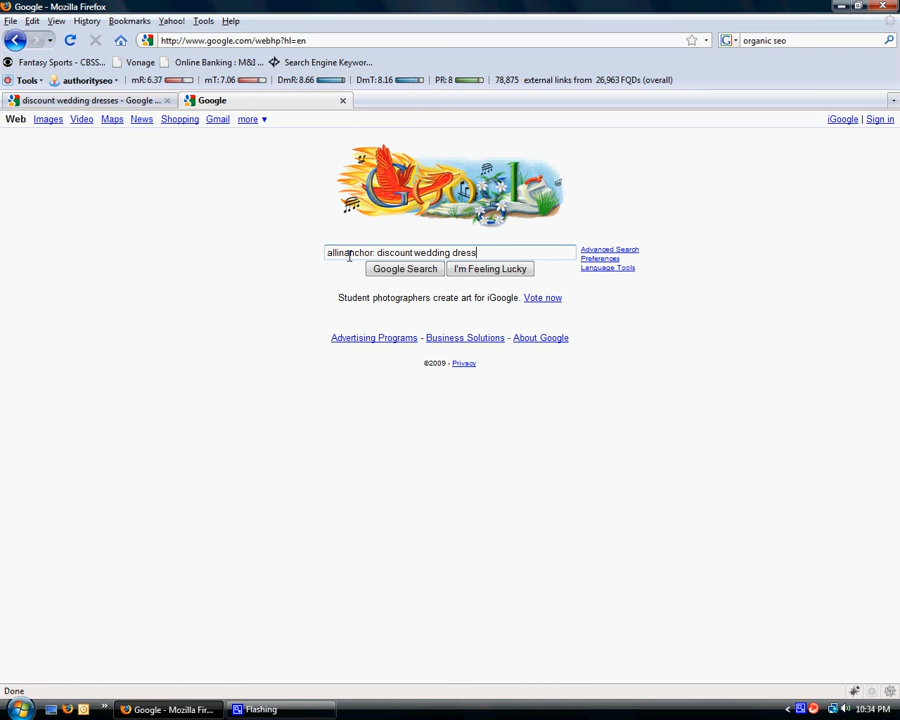 Google - Mozilla Firefox
File Edit View History Bookmarks Yahoo! Tools Help
http://www.google.com/webhp?hl=en
organic seo
Fantasy Sports - CBSS... Vonage Online Banking : M&I ... Search Engine Keywor...
Tools authorityseo mR: 6.37 mT: 7.06 DmR: 8.66 DmT: 8.16 PR: 8 78,875 external links from 26,963 FQDs (overall)
discount wedding dresses - Google ... Google
Web Images Video Maps News Shopping Gmail more ▼ iGoogle | Sign in
allinanchor: discount wedding dress
Advanced Search
Preferences
Language Tools
Google Search I'm Feeling Lucky
Student photographers create art for iGoogle. Vote now
Advertising Programs - Business Solutions - About Google
©2009 - Privacy
Done
Google - Mozilla Fir... Flashing 10:34 PM